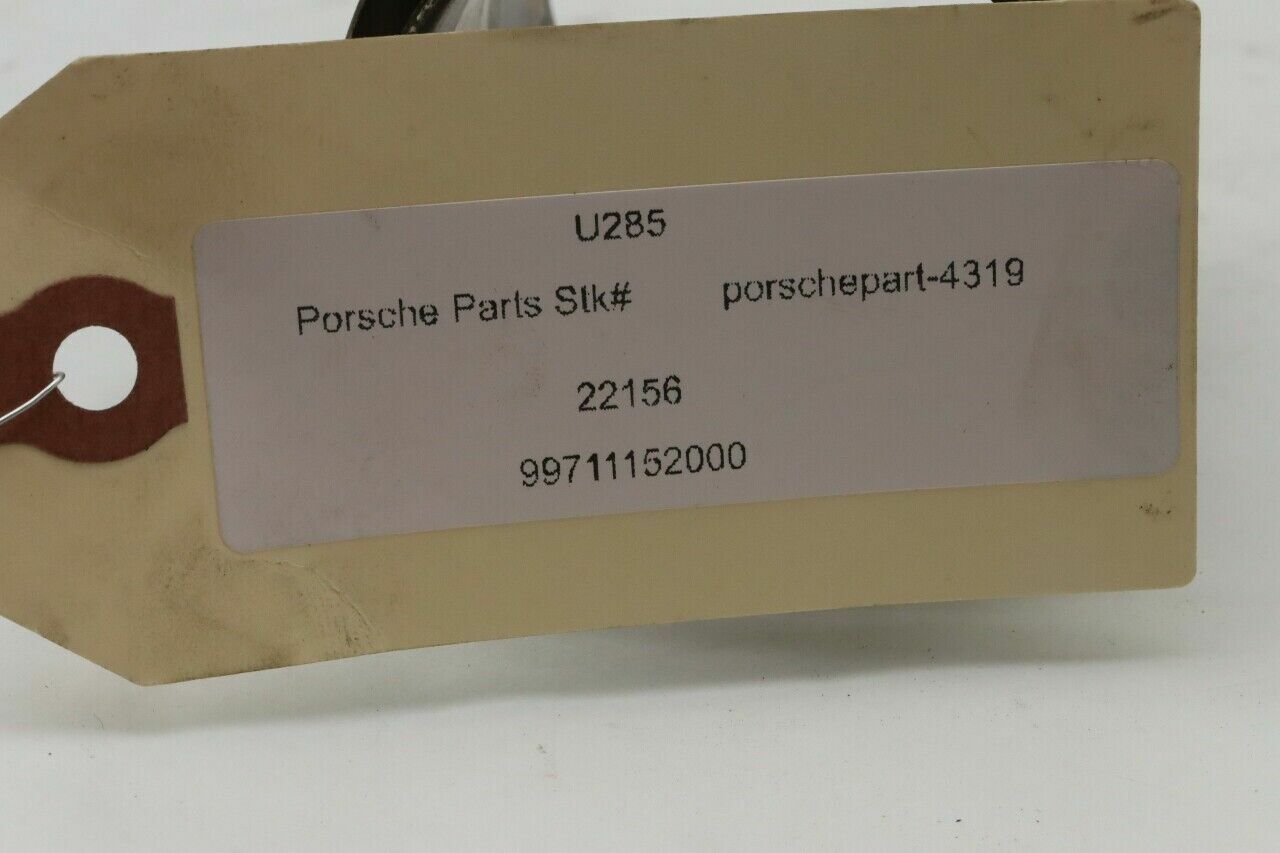 U285
Porsche Parts Stk# porschepart-4319
22156
99711152000